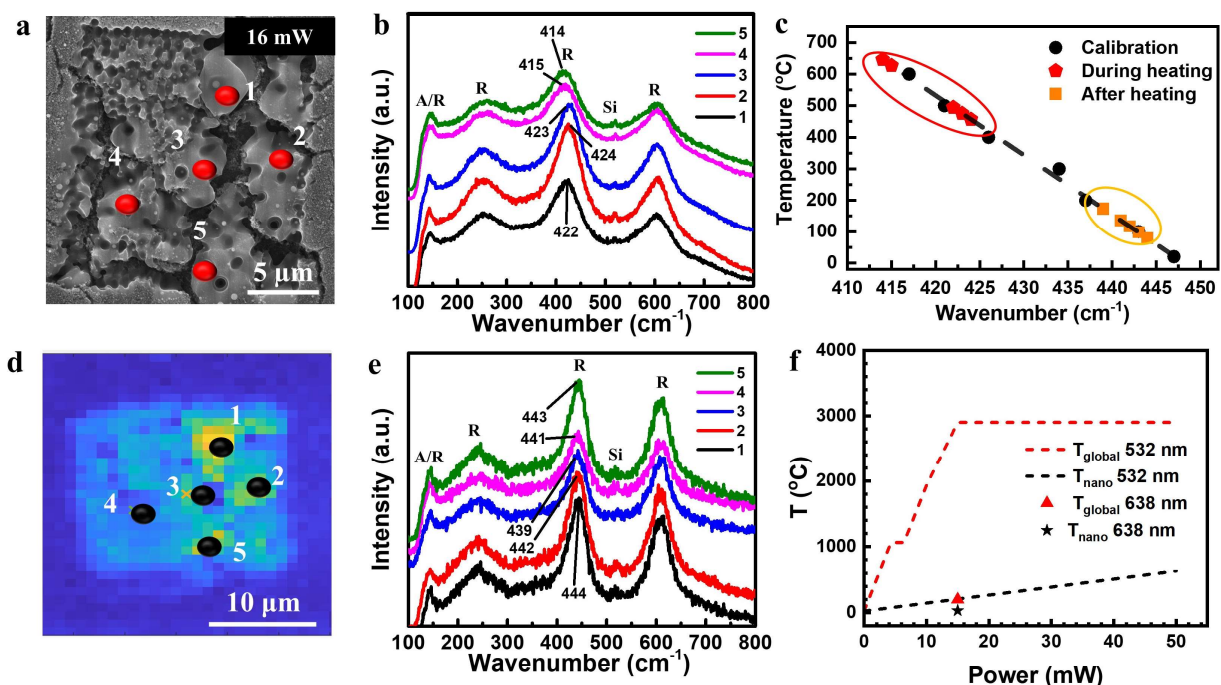 a
16 mW
1
2
3
4
5
5 µm
b
Intensity (a.u.)
414
415
423
424
422
A/R
R
R
Si
R
5
4
3
2
1
100 200 300 400 500 600 700 800
Wavenumber (cm⁻¹)
c
Temperature (°C)
700
600
500
400
300
200
100
0
Calibration
During heating
After heating
410 415 420 425 430 435 440 445 450
Wavenumber (cm⁻¹)
d
1
2
3
4
5
10 µm
e
Intensity (a.u.)
443
441
439
442
444
A/R
R
R
Si
R
5
4
3
2
1
100 200 300 400 500 600 700 800
Wavenumber (cm⁻¹)
f
T (°C)
4000
3000
2000
1000
0
T_global 532 nm
T_nano 532 nm
T_global 638 nm
T_nano 638 nm
0 10 20 30 40 50
Power (mW)